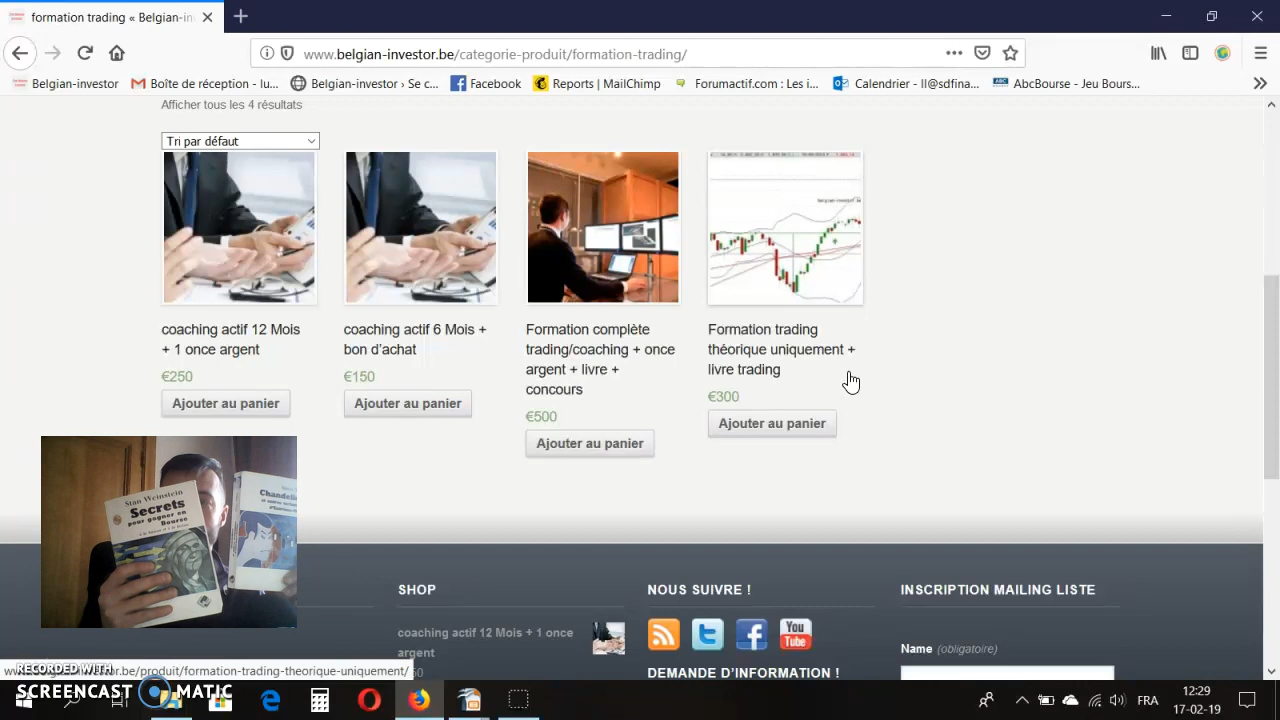 formation trading « Belgian-in
www.belgian-investor.be/categorie-produit/formation-trading/
Belgian-investor
Boîte de réception - lu...
Belgian-investor › Se c...
Facebook
Reports | MailChimp
Forumactif.com : Les i...
Calendrier - ll@sdfina...
AbcBourse - Jeu Bours...
Afficher tous les 4 résultats
Tri par défaut
coaching actif 12 Mois
+ 1 once argent
€250
Ajouter au panier
coaching actif 6 Mois +
bon d'achat
€150
Ajouter au panier
Formation complète
trading/coaching + once
argent + livre +
concours
€500
Ajouter au panier
Formation trading
théorique uniquement +
livre trading
€300
Ajouter au panier
Stan Weinstein
Secrets
pour gagner en
Bourse
Chandeli
SHOP
coaching actif 12 Mois + 1 once
argent
50
NOUS SUIVRE !
You
Tube
DEMANDE D'INFORMATION !
INSCRIPTION MAILING LISTE
Name (obligatoire)
RECORDED WITH
SCREENCAST MATIC
stor.be/produit/formation-trading-theorique-uniquement/
FRA
12:29
17-02-19